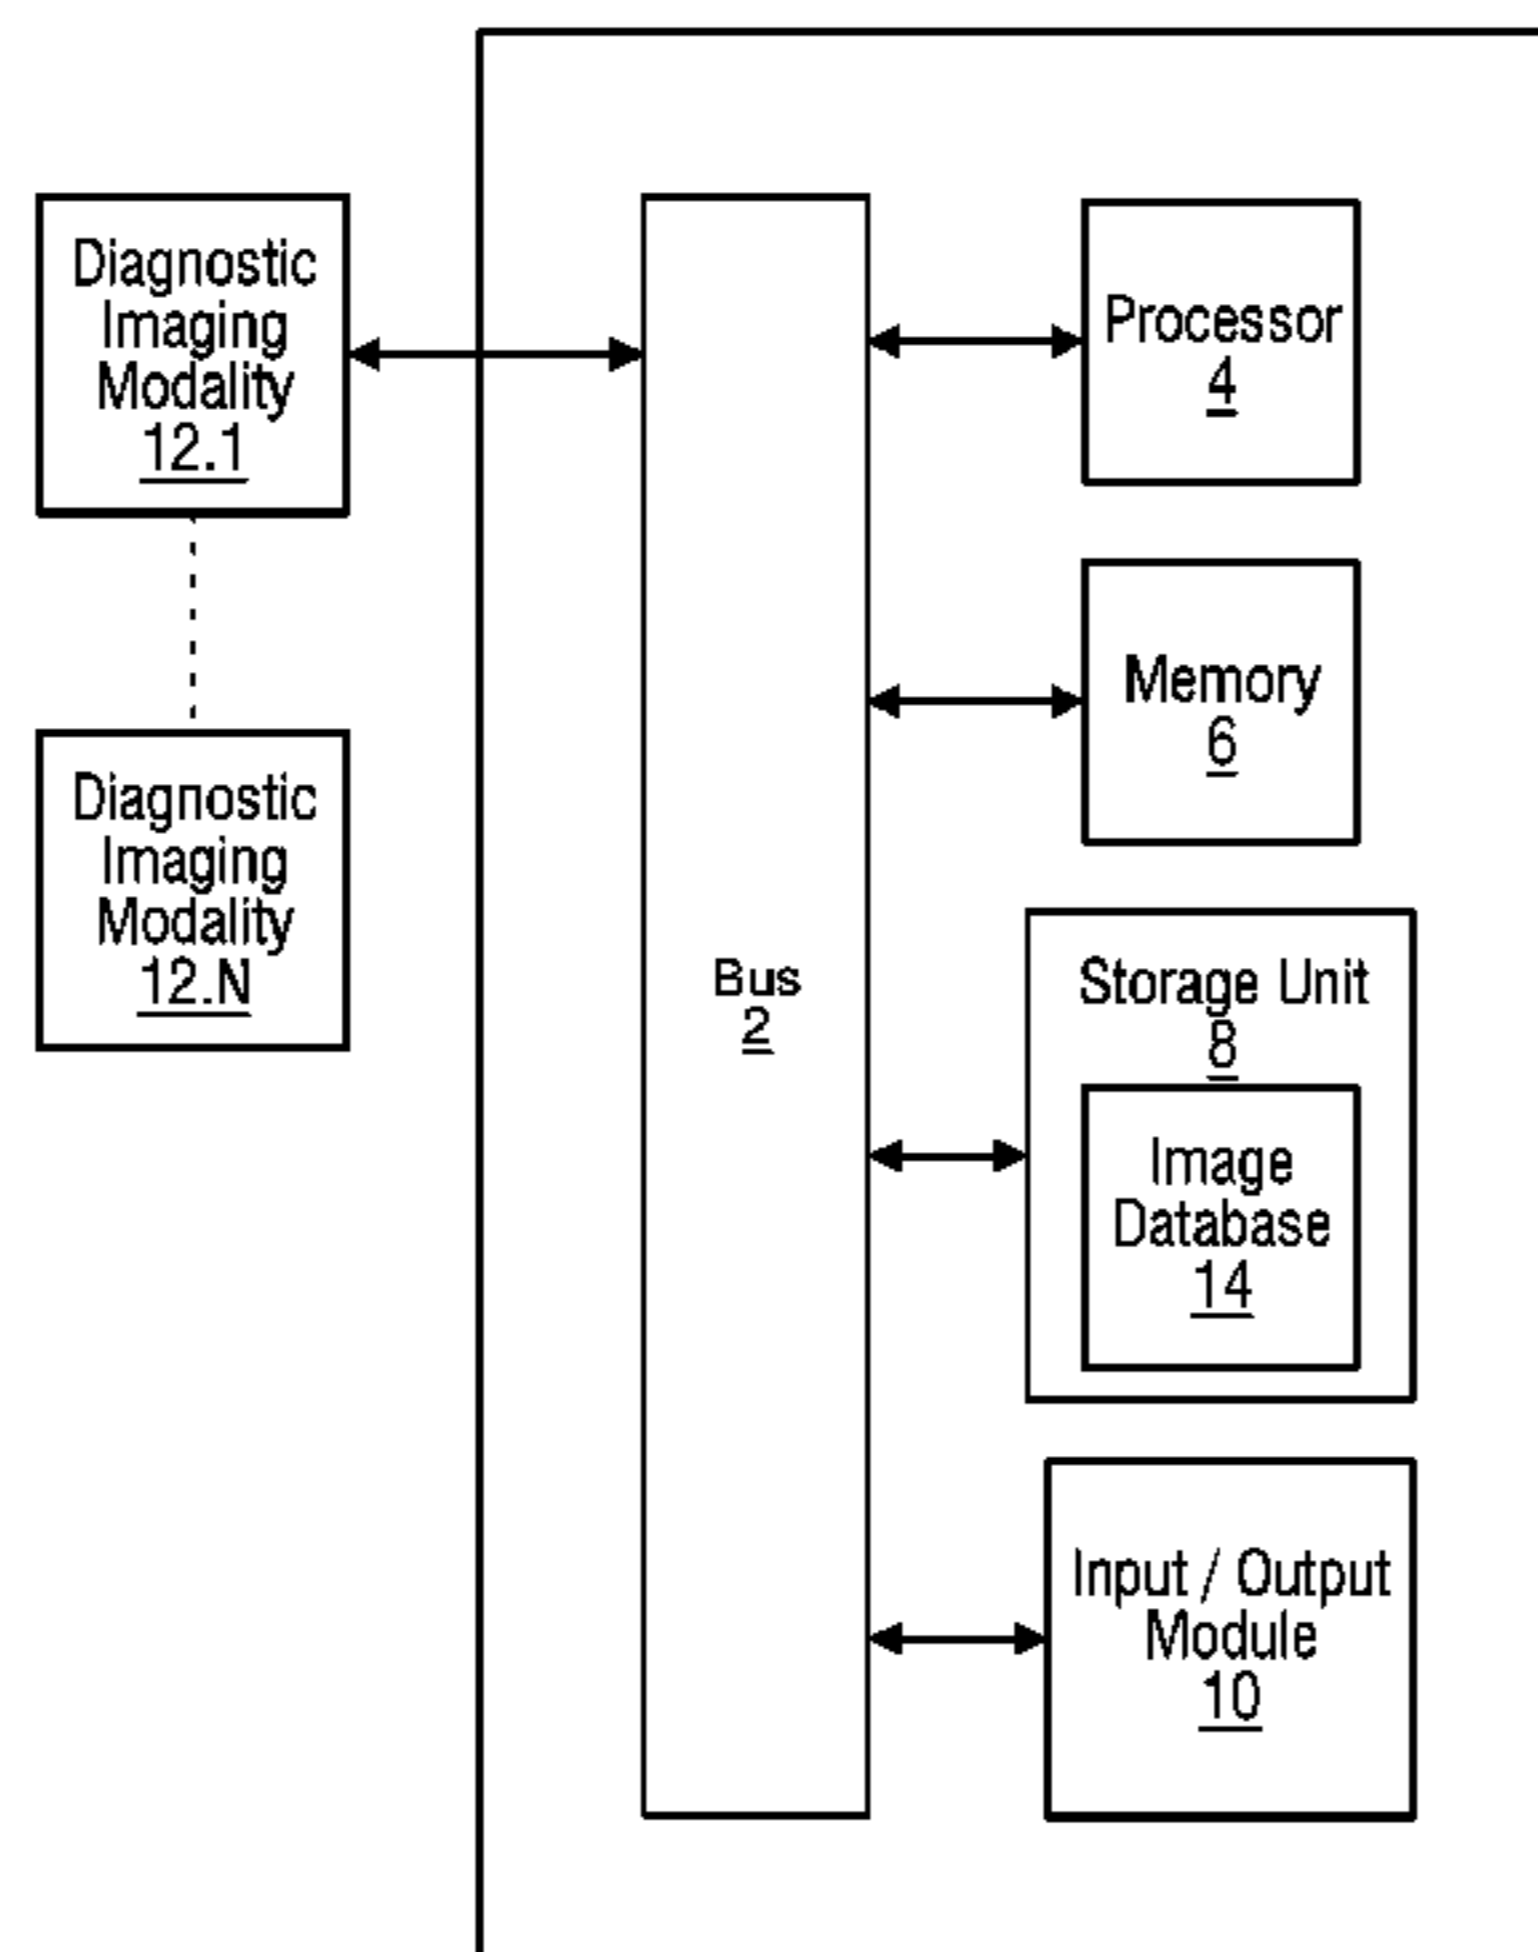 Diagnostic
Imaging
Modality
12.1
Diagnostic
Imaging
Modality
12.N
Bus
2
Processor
4
Memory
6
Storage Unit
8
Image
Database
14
Input / Output
Module
10